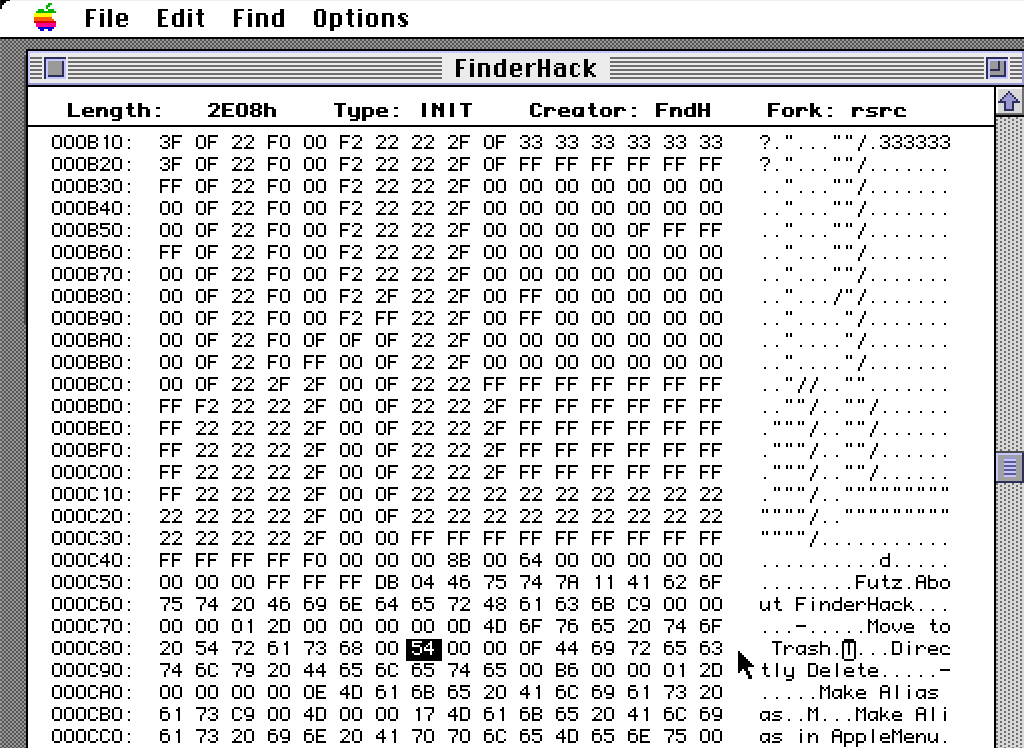 File Edit Find Options
FinderHack
Length: 2E08h Type: INIT Creator: FndH Fork: rsrc
000B10: 3F 0F 22 F0 00 F2 22 22 2F 0F 33 33 33 33 33 33 ?."...""/.333333
000B20: 3F 0F 22 F0 00 F2 22 22 2F 0F FF FF FF FF FF FF ?."...""/.......
000B30: FF 0F 22 F0 00 F2 22 22 2F 00 00 00 00 00 00 00 .."...""/.......
000B40: 00 0F 22 F0 00 F2 22 22 2F 00 00 00 00 00 00 00 .."...""/.......
000B50: 00 0F 22 F0 00 F2 22 22 2F 00 00 00 00 0F FF FF .."...""/.......
000B60: FF 0F 22 F0 00 F2 22 22 2F 00 00 00 00 00 00 00 .."...""/.......
000B70: 00 0F 22 F0 00 F2 22 22 2F 00 00 00 00 00 00 00 .."...""/.......
000B80: 00 0F 22 F0 00 F2 2F 22 2F 00 FF 00 00 00 00 00 ..".../"/.......
000B90: 00 0F 22 F0 00 F2 FF 22 2F 00 FF 00 00 00 00 00 .."...."/.......
000BA0: 00 0F 22 F0 0F 0F 0F 22 2F 00 00 00 00 00 00 00 .."...."/.......
000BB0: 00 0F 22 F0 FF 00 0F 22 2F 00 00 00 00 00 00 00 .."...."/.......
000BC0: 00 0F 22 2F 2F 00 0F 22 22 FF FF FF FF FF FF FF .."//.."".......
000BD0: FF F2 22 22 2F 00 0F 22 22 2F FF FF FF FF FF FF ..""/..""/......
000BE0: FF 22 22 22 2F 00 0F 22 22 2F FF FF FF FF FF FF ."""/..""/......
000BF0: FF 22 22 22 2F 00 0F 22 22 2F FF FF FF FF FF FF ."""/..""/......
000C00: FF 22 22 22 2F 00 0F 22 22 2F FF FF FF FF FF FF ."""/..""/......
000C10: FF 22 22 22 2F 00 0F 22 22 22 22 22 22 22 22 22 ."""/.."""""""""
000C20: 22 22 22 22 2F 00 0F 22 22 22 22 22 22 22 22 22 """"/.."""""""""
000C30: 22 22 22 22 2F 00 00 FF FF FF FF FF FF FF FF FF """"/...........
000C40: FF FF FF FF F0 00 00 00 8B 00 64 00 00 00 00 00 ..........d.....
000C50: 00 00 00 FF FF FF DB 04 46 75 74 7A 11 41 62 6F ........Futz.Abo
000C60: 75 74 20 46 69 6E 64 65 72 48 61 63 6B C9 00 00 ut FinderHack...
000C70: 00 00 01 2D 00 00 00 00 00 0D 4D 6F 76 65 20 74 6F ...-.....Move to
000C80: 20 54 72 61 73 68 00 54 00 00 0F 44 69 72 65 63 Trash.T...Direc
000C90: 74 6C 79 20 44 65 6C 65 74 65 00 B6 00 00 01 2D tly Delete.....-
000CA0: 00 00 00 00 0E 4D 61 6B 65 20 41 6C 69 61 73 20 .....Make Alias
000CB0: 61 73 C9 00 4D 00 00 17 4D 61 6B 65 20 41 6C 69 as..M...Make Ali
000CC0: 61 73 20 69 6E 20 41 70 70 6C 65 4D 65 6E 75 00 as in AppleMenu.